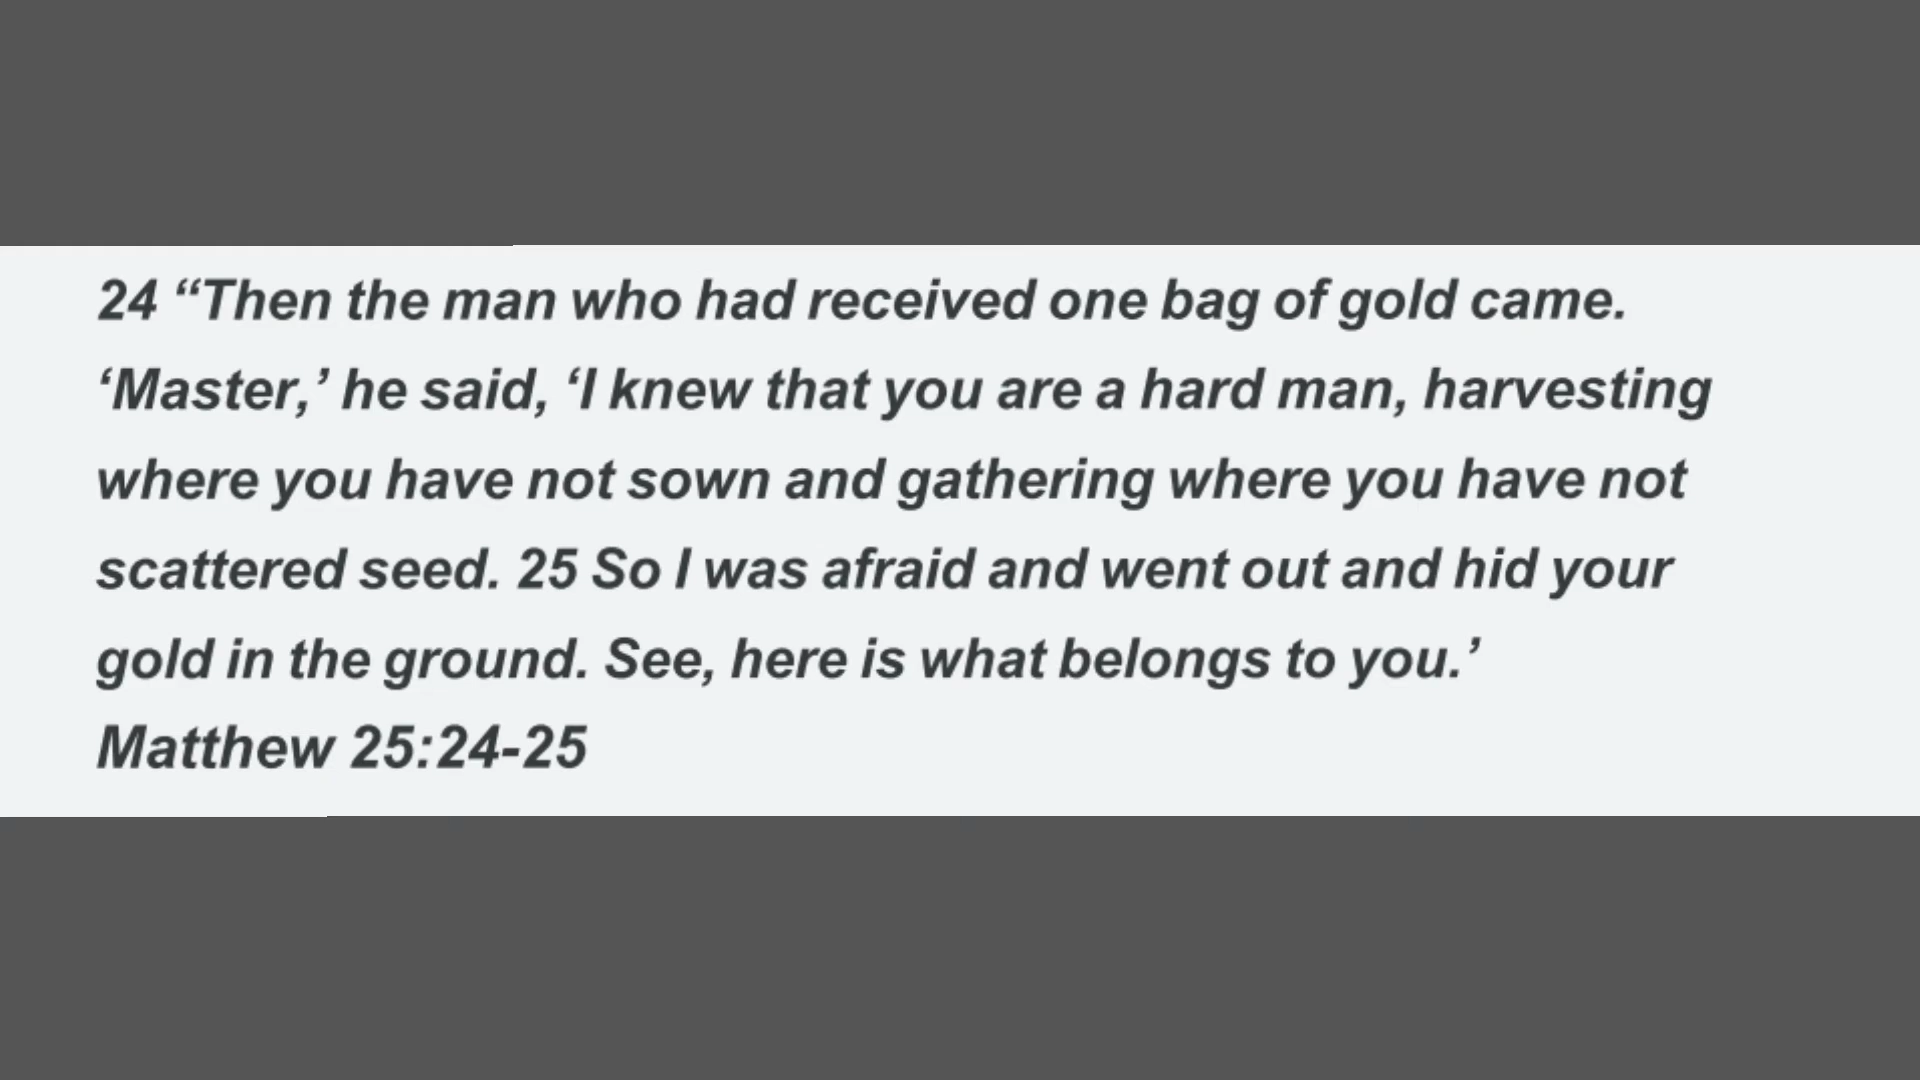 24 “Then the man who had received one bag of gold came.
‘Master,’ he said, ‘I knew that you are a hard man, harvesting
where you have not sown and gathering where you have not
scattered seed. 25 So I was afraid and went out and hid your
gold in the ground. See, here is what belongs to you.’
Matthew 25:24-25